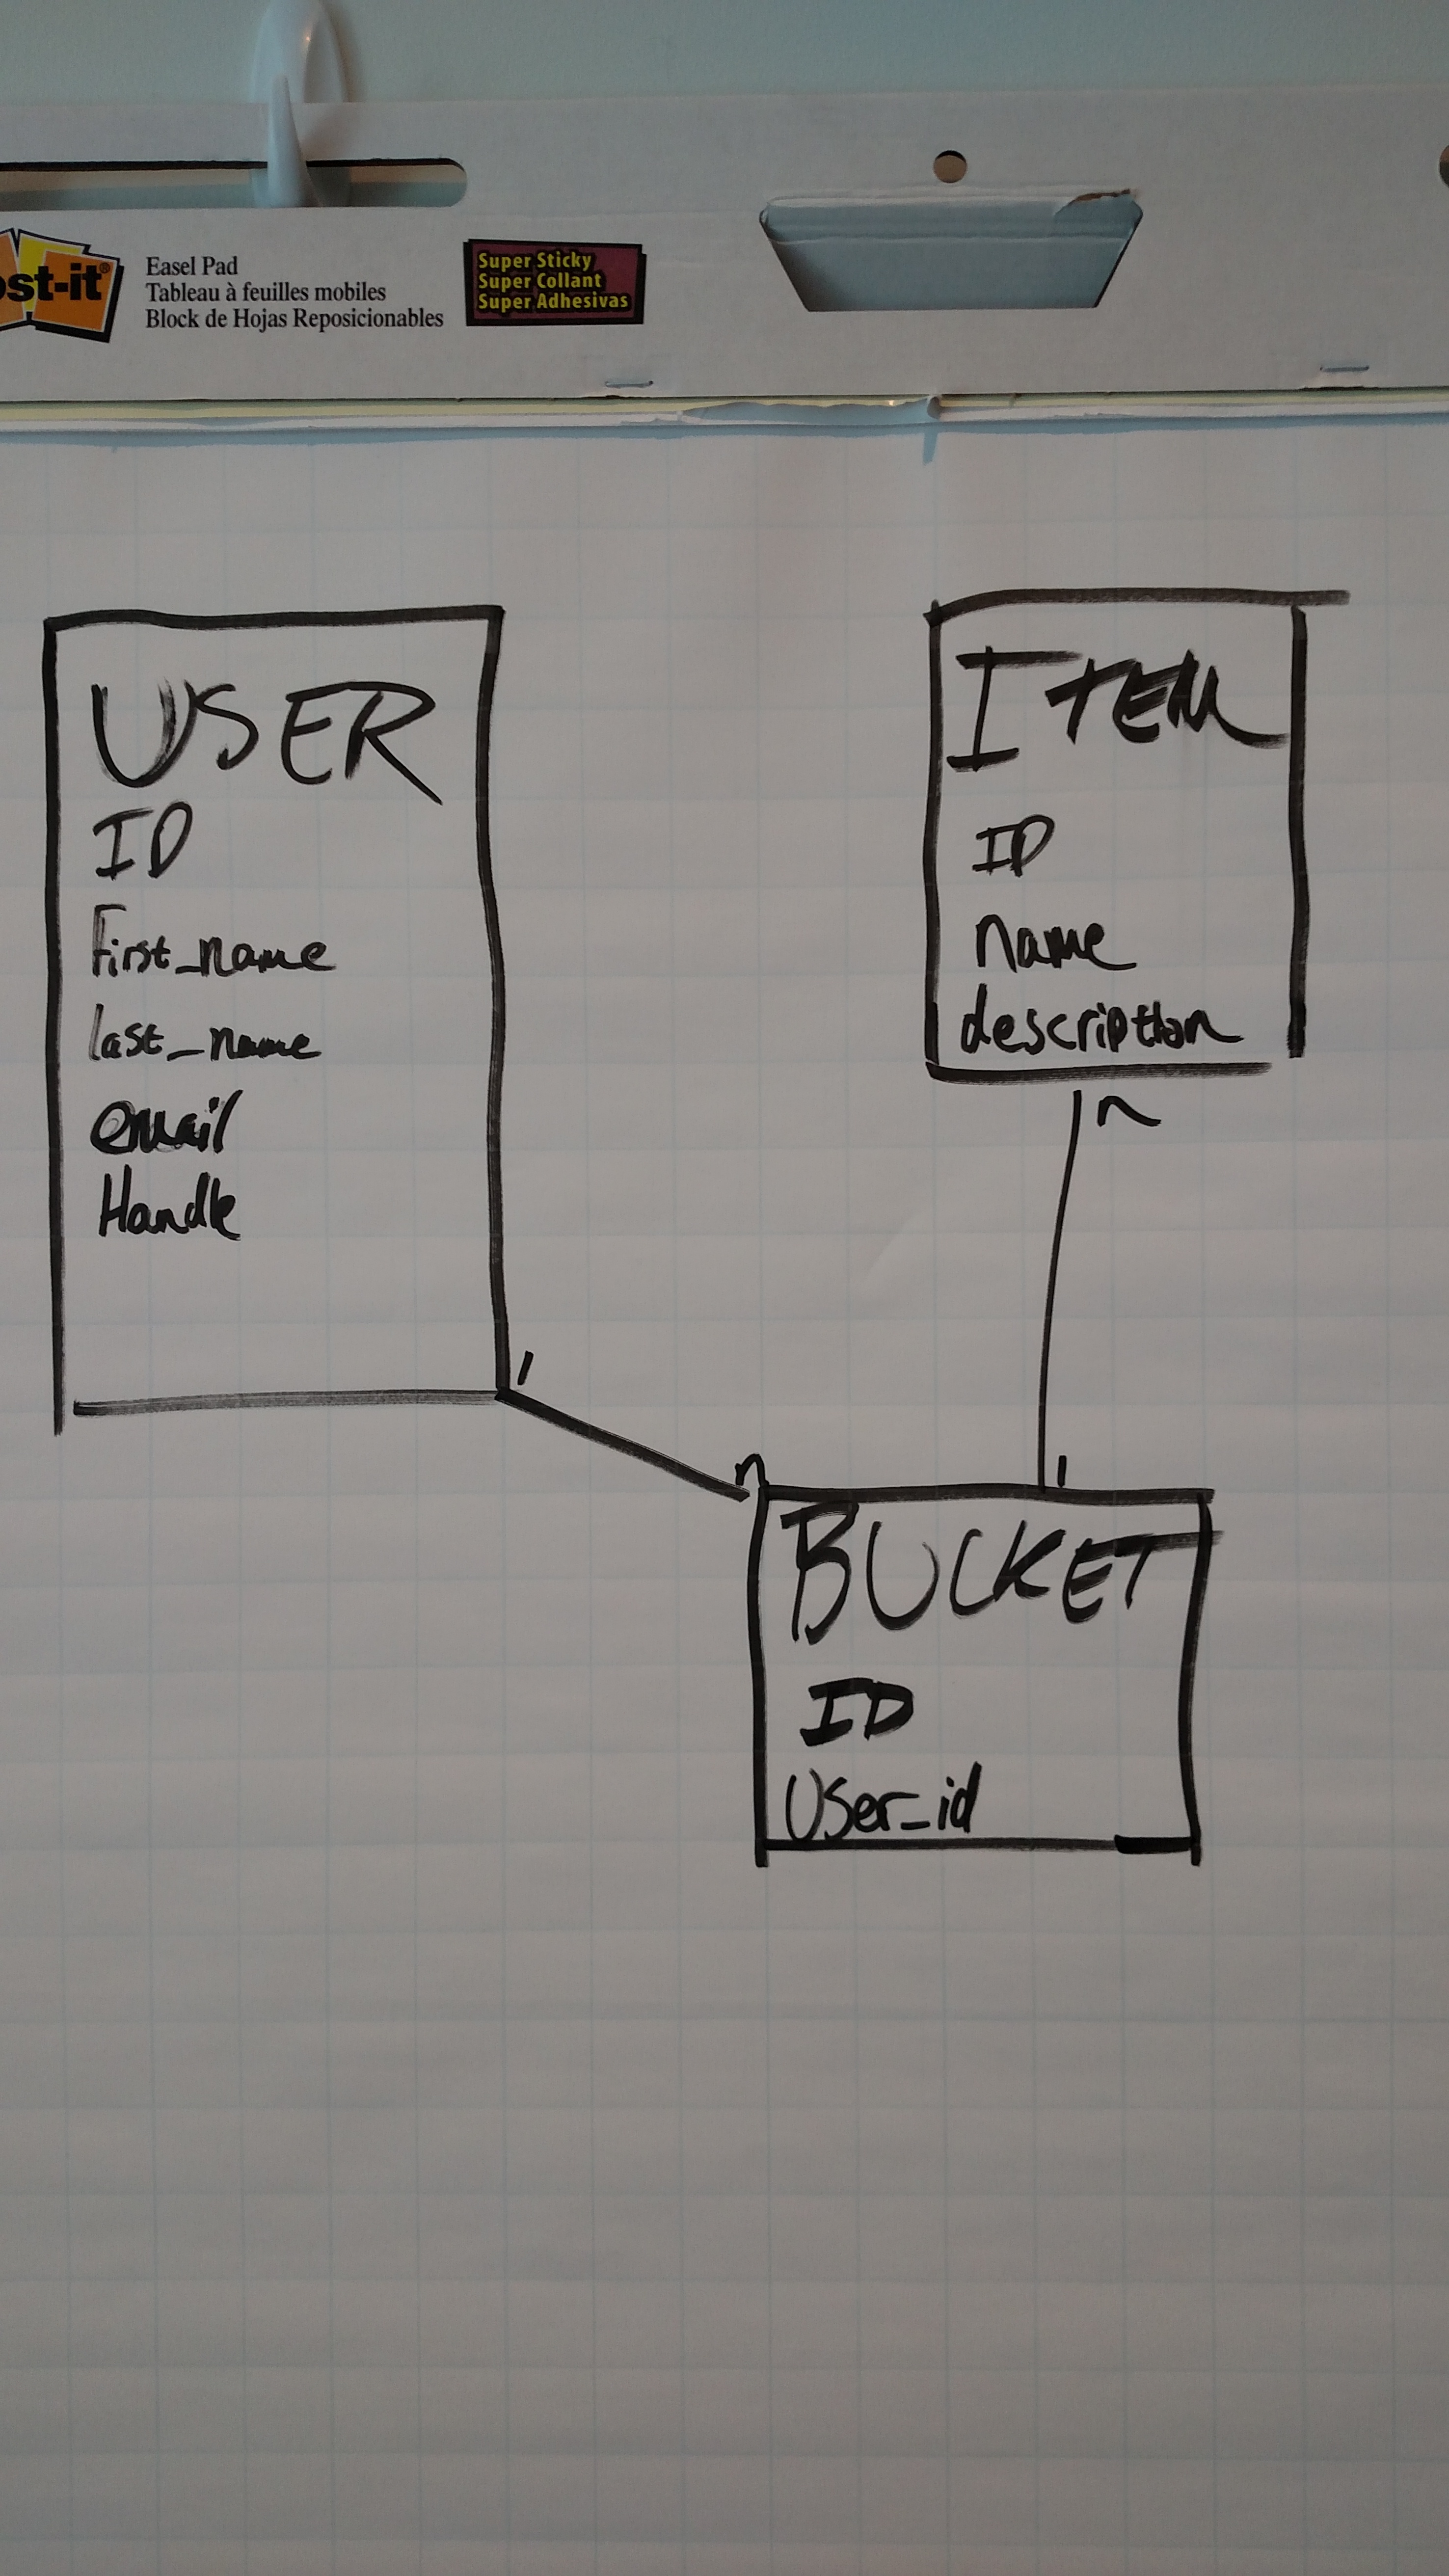 ost-it®
Easel Pad
Tableau à feuilles mobiles
Block de Hojas Reposicionables
Super Sticky
Super Collant
Super Adhesivas
USER
ID
first_name
last_name
email
Handle
1
ITEM
ID
name
description
n
n
1
BUCKET
ID
User_id